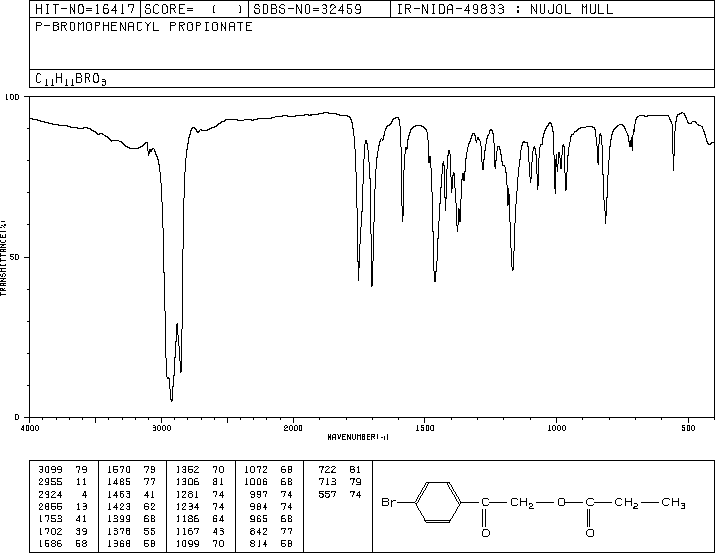 HIT-NO=16417 SCORE= ( ) SDBS-NO=32459 IR-NIDA-49833 : NUJOL MULL
P-BROMOPHENACYL PROPIONATE
C11H11BRO3
100
50
0
TRANSMITTANCE(%)
4000 3000 2000 1500 1000 500
WAVENUMBER(-1)
3099 79 1570 79 1352 70 1072 68 722 81
2955 11 1485 77 1306 81 1006 68 713 79
2924 4 1463 41 1281 74 997 74 557 74
2855 13 1423 62 1234 74 984 74
1753 41 1399 68 1186 64 965 68
1702 39 1378 55 1167 43 842 77
1586 58 1368 58 1099 70 814 58
Br C CH2 O C CH2 CH3
O O